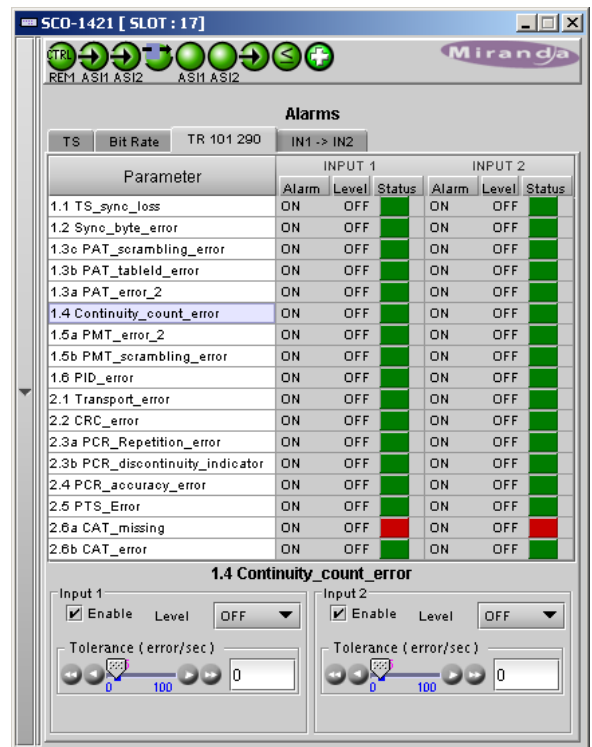 SCO-1421 [ SLOT : 17]
CTRL
REM ASI1 ASI2 ASI1 ASI2
Miranda
Alarms
TS Bit Rate TR 101 290 IN1 -> IN2
Parameter INPUT 1 INPUT 2
Alarm Level Status Alarm Level Status
1.1 TS_sync_loss ON OFF ON OFF
1.2 Sync_byte_error ON OFF ON OFF
1.3c PAT_scrambling_error ON OFF ON OFF
1.3b PAT_tableId_error ON OFF ON OFF
1.3a PAT_error_2 ON OFF ON OFF
1.4 Continuity_count_error ON OFF ON OFF
1.5a PMT_error_2 ON OFF ON OFF
1.5b PMT_scrambling_error ON OFF ON OFF
1.6 PID_error ON OFF ON OFF
2.1 Transport_error ON OFF ON OFF
2.2 CRC_error ON OFF ON OFF
2.3a PCR_Repetition_error ON OFF ON OFF
2.3b PCR_discontinuity_indicator ON OFF ON OFF
2.4 PCR_accuracy_error ON OFF ON OFF
2.5 PTS_Error ON OFF ON OFF
2.6a CAT_missing ON OFF ON OFF
2.6b CAT_error ON OFF ON OFF
1.4 Continuity_count_error
Input 1 Input 2
Enable Level OFF Enable Level OFF
Tolerance ( error/sec ) Tolerance ( error/sec )
0 0
0 100 0 100